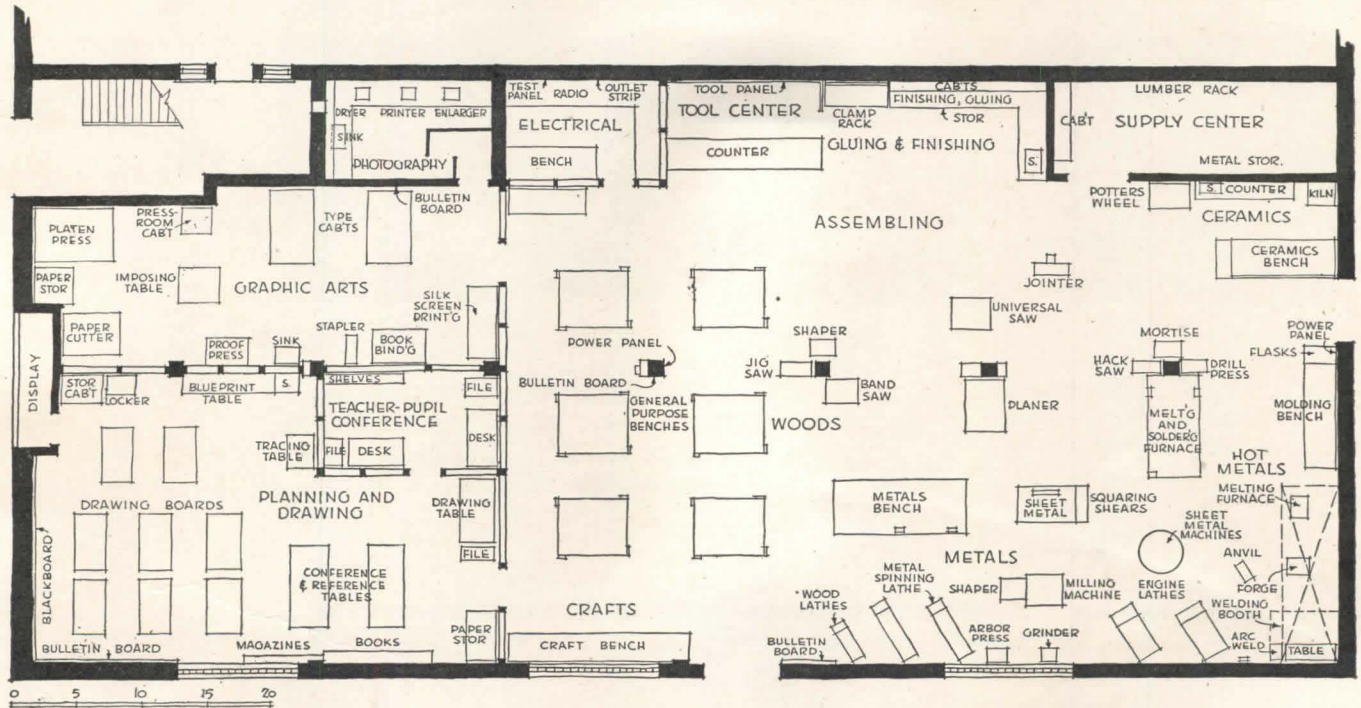 TEST
PANEL
RADIO
OUTLET
STRIP
TOOL PANEL
TOOL CENTER
CLAMP
RACK
CAB'TS
FINISHING, GLUING
STOR
LUMBER RACK
CABT
SUPPLY CENTER
METAL STOR.
DRYER
PRINTER
ENLARGER
SINK
PHOTOGRAPHY
ELECTRICAL
BENCH
COUNTER
GLUING & FINISHING
S.
BULLETIN
BOARD
POTTERS
WHEEL
S.
COUNTER
KILN
CERAMICS
CERAMICS
BENCH
PLATEN
PRESS
PRESS-
ROOM
CABT
TYPE
CAB'TS
ASSEMBLING
PAPER
STOR
IMPOSING
TABLE
GRAPHIC ARTS
SILK
SCREEN
PRINT'G
JOINTER
UNIVERSAL
SAW
PAPER
CUTTER
PROOF
PRESS
SINK
STAPLER
BOOK
BIND'G
POWER PANEL
BULLETIN BOARD
GENERAL
PURPOSE
BENCHES
SHAPER
JIG
SAW
BAND
SAW
WOODS
PLANER
MORTISE
HACK
SAW
DRILL
PRESS
MELT'G
AND
SOLDER'G
FURNACE
POWER
PANEL
FLASKS
MOLDING
BENCH
DISPLAY
STOR
CABT
LOCKER
BLUEPRINT
TABLE
S.
SHELVES
FILE
TEACHER-PUPIL
CONFERENCE
DESK
FILE
DESK
TRACING
TABLE
DRAWING BOARDS
PLANNING AND
DRAWING
DRAWING
TABLE
FILE
METALS
BENCH
SHEET
METAL
SQUARING
SHEARS
HOT
METALS
MELTING
FURNACE
SHEET
METAL
MACHINES
ANVIL
FORGE
BLACKBOARD
CONFERENCE
& REFERENCE
TABLES
CRAFTS
METALS
WOOD
LATHES
METAL
SPINNING
LATHE
SHAPER
MILLING
MACHINE
ENGINE
LATHES
WELDING
BOOTH
ARC
WELD
TABLE
BULLETIN BOARD
MAGAZINES
BOOKS
PAPER
STOR
CRAFT BENCH
BULLETIN
BOARD
ARBOR
PRESS
GRINDER
0 5 10 15 20